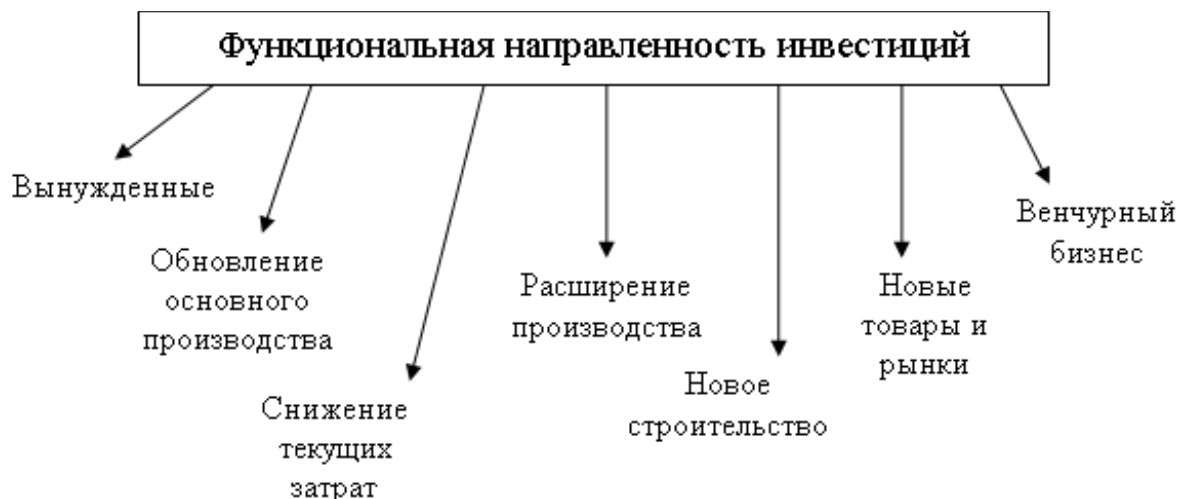 Функциональная направленность инвестиций
Вынужденные
Обновление
основного
производства
Снижение
текущих
затрат
Расширение
производства
Новое
строительство
Новые
товары и
рынки
Венчурный
бизнес